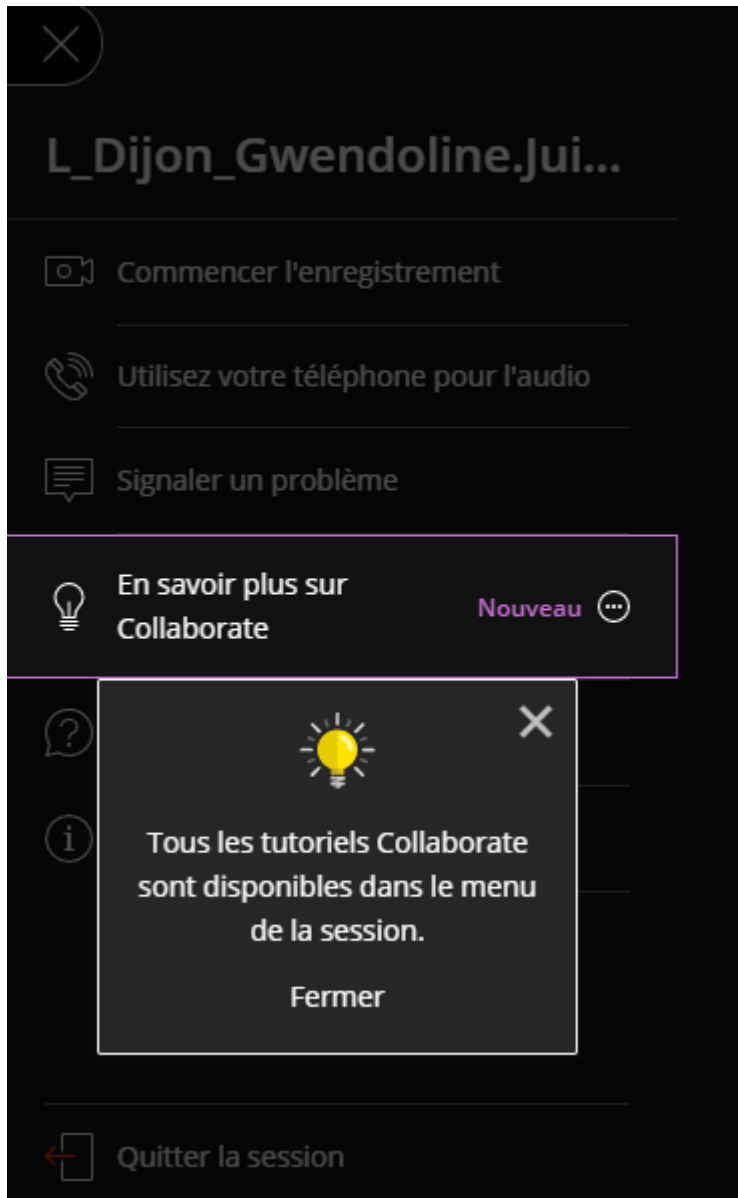 L_Dijon_Gwendoline.Jui...
Commencer l'enregistrement
Utilisez votre téléphone pour l'audio
Signaler un problème
En savoir plus sur
Collaborate
Nouveau
Tous les tutoriels Collaborate
sont disponibles dans le menu
de la session.
Fermer
Quitter la session